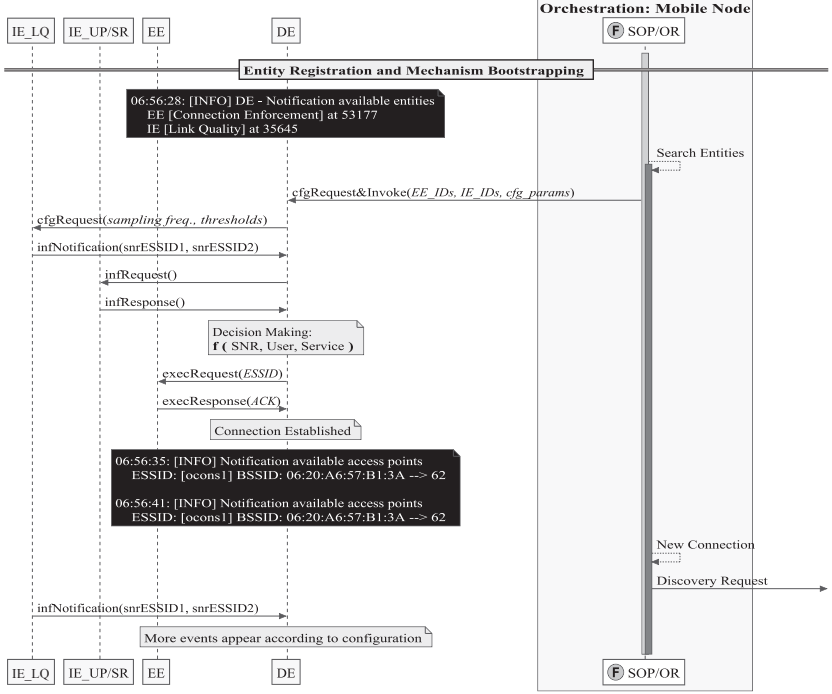 Orchestration: Mobile Node
IE_LQ
IE_UP/SR
EE
DE
F SOP/OR
Entity Registration and Mechanism Bootstrapping
06:56:28: [INFO] DE - Notification available entities
EE [Connection Enforcement] at 53177
IE [Link Quality] at 35645
Search Entities
cfgRequest&Invoke(EE_IDs, IE_IDs, cfg_params)
cfgRequest(sampling freq., thresholds)
infNotification(snrESSID1, snrESSID2)
infRequest()
infResponse()
Decision Making:
f ( SNR, User, Service )
execRequest(ESSID)
execResponse(ACK)
Connection Established
06:56:35: [INFO] Notification available access points
ESSID: [ocons1] BSSID: 06:20:A6:57:B1:3A --> 62
06:56:41: [INFO] Notification available access points
ESSID: [ocons1] BSSID: 06:20:A6:57:B1:3A --> 62
New Connection
Discovery Request
infNotification(snrESSID1, snrESSID2)
More events appear according to configuration
IE_LQ
IE_UP/SR
EE
DE
F SOP/OR